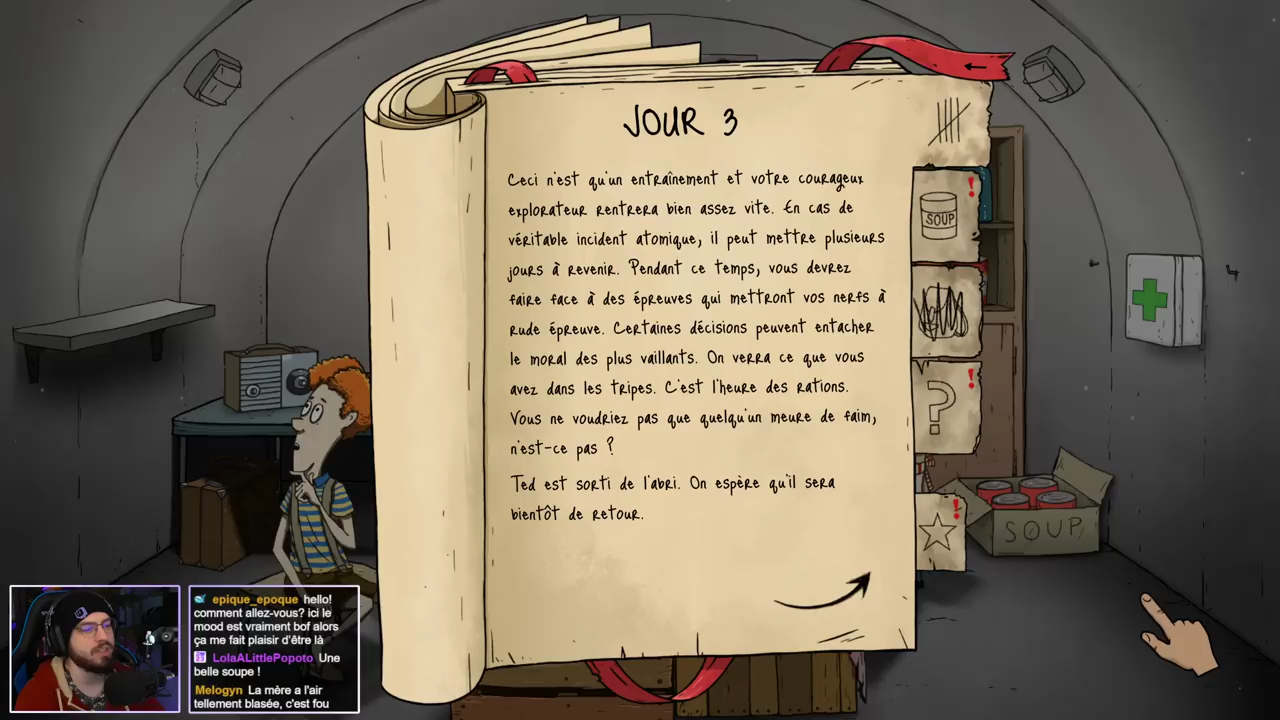 JOUR 3
Ceci n'est qu'un entraînement et votre courageux
explorateur rentrera bien assez vite. En cas de
véritable incident atomique, il peut mettre plusieurs
jours à revenir. Pendant ce temps, vous devrez
faire face à des épreuves qui mettront vos nerfs à
rude épreuve. Certaines décisions peuvent entacher
le moral des plus vaillants. On verra ce que vous
avez dans les tripes. C'est l'heure des rations.
Vous ne voudriez pas que quelqu'un meure de faim,
n'est-ce pas ?
Ted est sorti de l'abri. On espère qu'il sera
bientôt de retour.
!
SOUP
!
?
!
SOUP
epique_epoque hello!
comment allez-vous? ici le
mood est vraiment bof alors
ça me fait plaisir d'être là
LolaALittlePopoto Une
belle soupe !
Melogyn La mère a l'air
tellement blasée, c'est fou